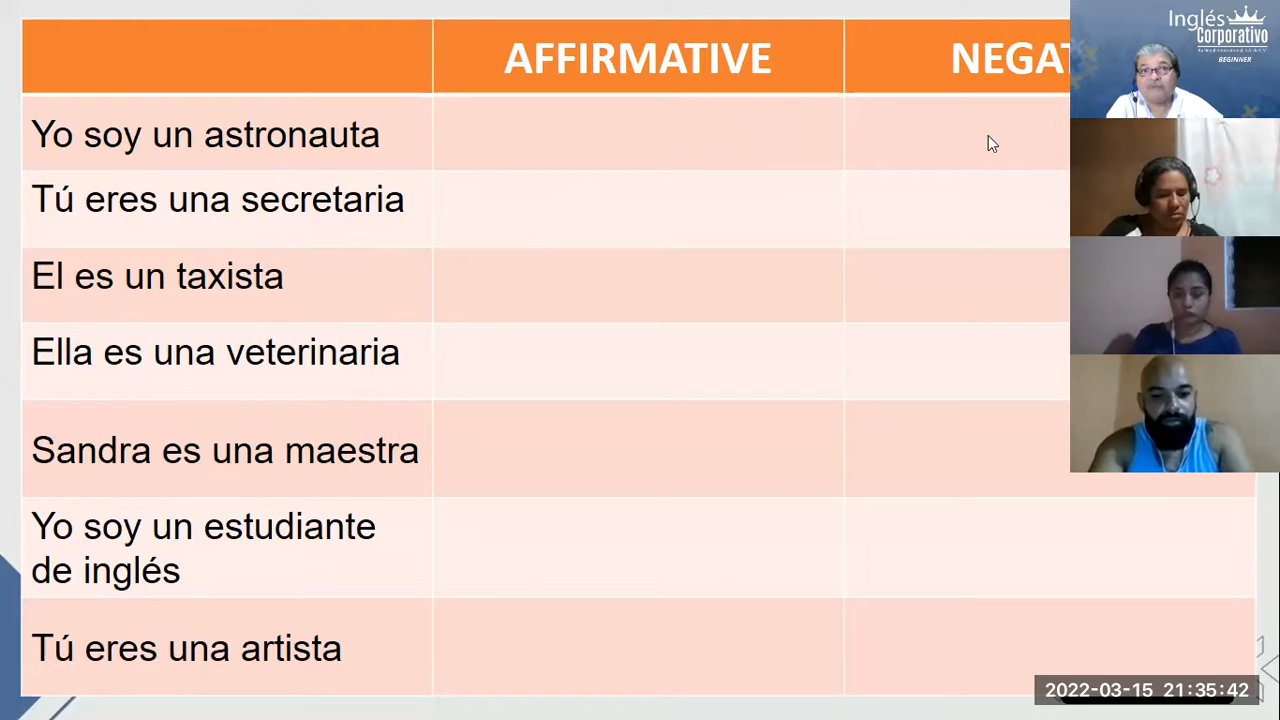 AFFIRMATIVE
NEGAT
Inglés
Corporativo
BEGINNER
Yo soy un astronauta
Tú eres una secretaria
El es un taxista
Ella es una veterinaria
Sandra es una maestra
Yo soy un estudiante
de inglés
Tú eres una artista
2022-03-15 21:35:42